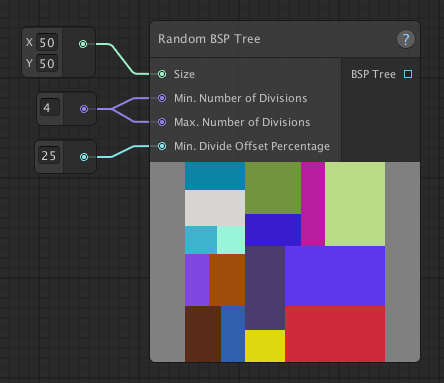 Random BSP Tree ?
X 50
Y 50
Size
BSP Tree
Min. Number of Divisions
4
Max. Number of Divisions
Min. Divide Offset Percentage
25